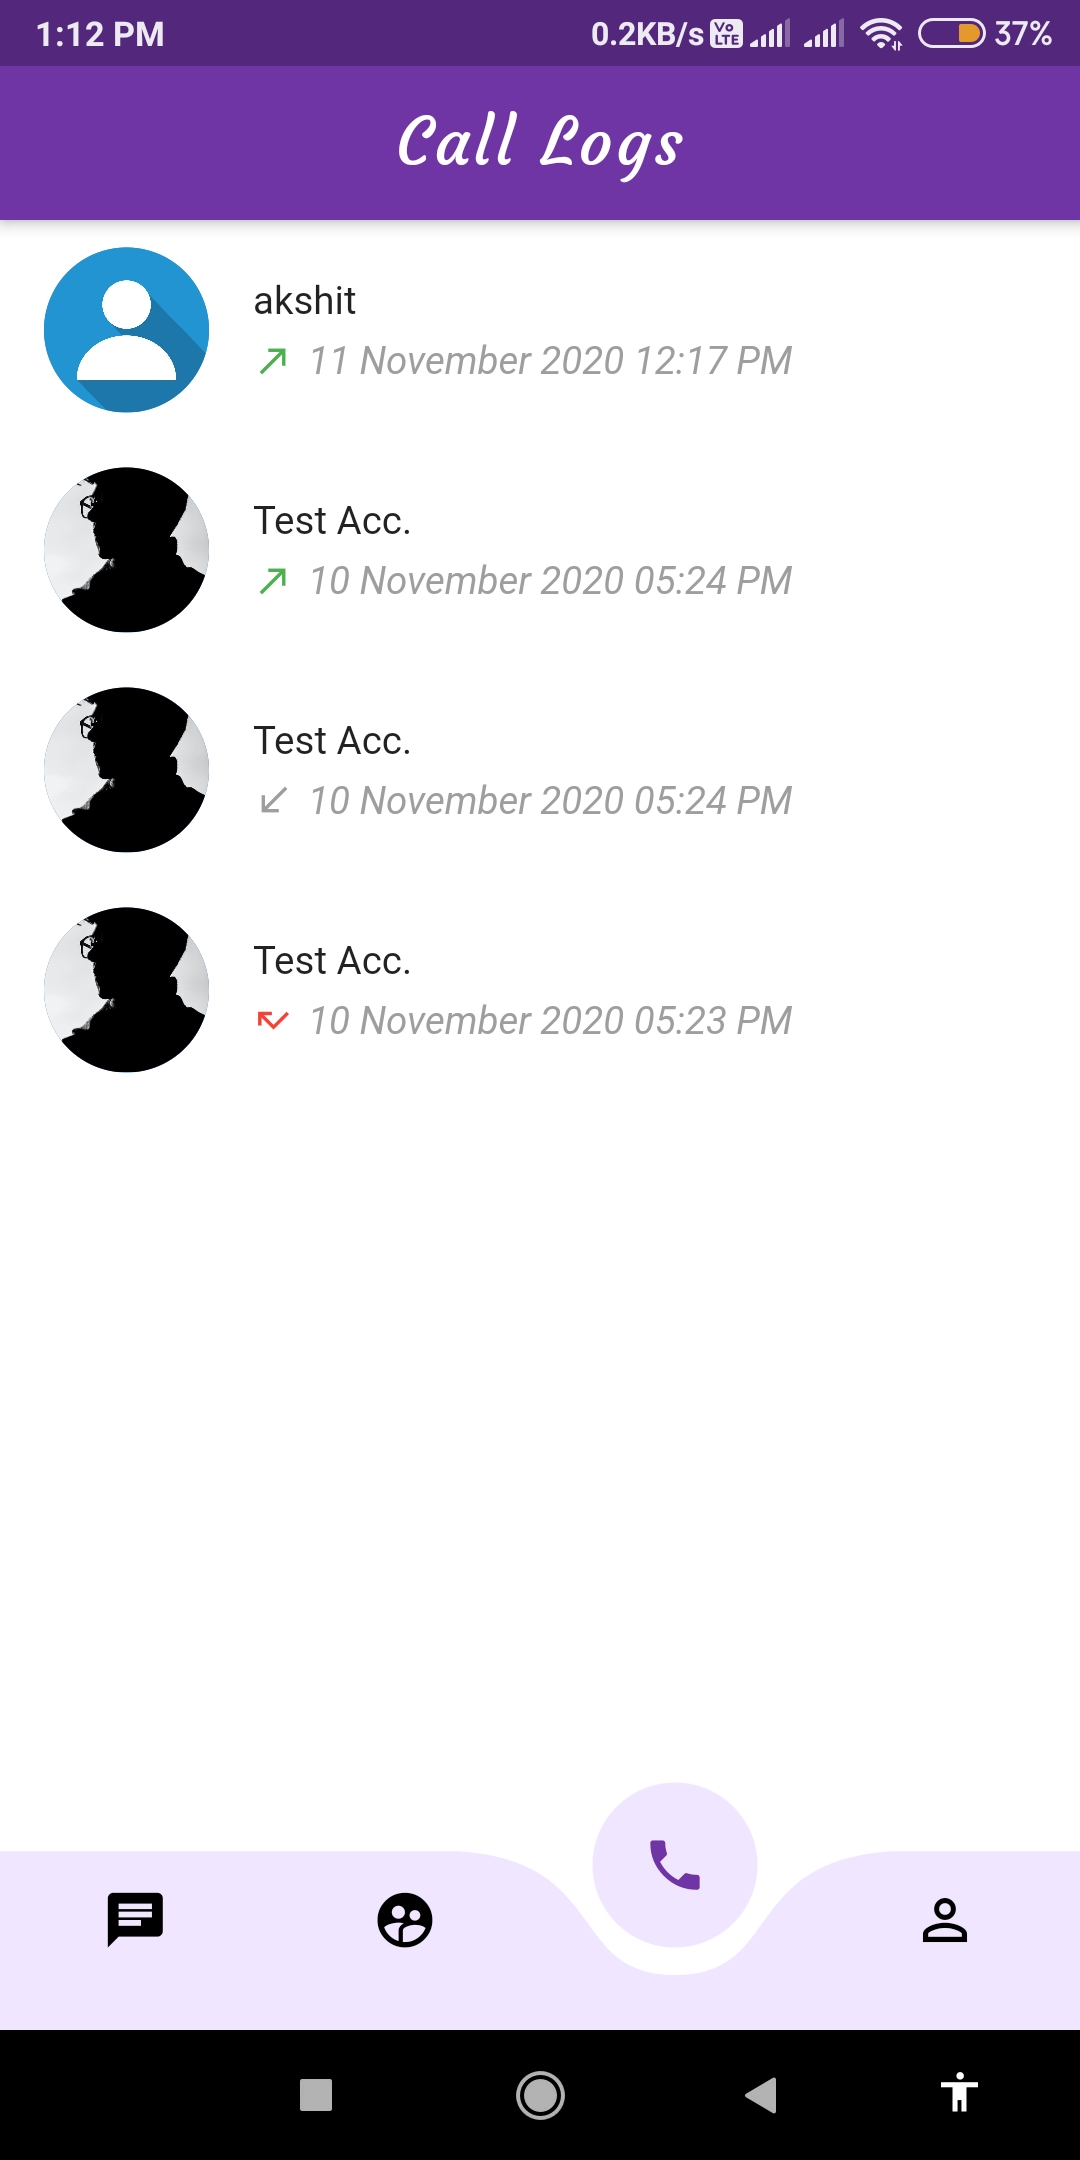 1:12 PM 0.2KB/s Vo LTE 37%
Call Logs
akshit
11 November 2020 12:17 PM
Test Acc.
10 November 2020 05:24 PM
Test Acc.
10 November 2020 05:24 PM
Test Acc.
10 November 2020 05:23 PM